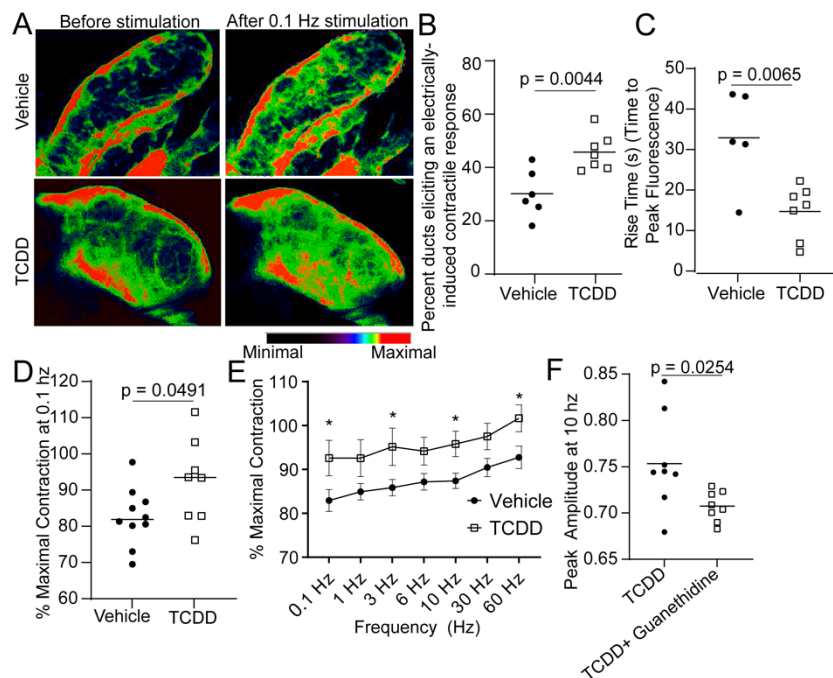 A
Before stimulation
After 0.1 Hz stimulation
Vehicle
TCDD
Minimal
Maximal
B
Percent ducts eliciting an electrically-
induced contractile response
80
60
40
20
0
p = 0.0044
Vehicle
TCDD
C
Rise Time (s) (Time to
Peak Fluorescence)
50
40
30
20
10
0
p = 0.0065
Vehicle
TCDD
D
% Maximal Contraction at 0.1 hz
120
110
100
90
80
70
60
p = 0.0491
Vehicle
TCDD
E
% Maximal Contraction
110
100
90
80
70
*
*
*
*
Vehicle
TCDD
0.1 Hz
1 Hz
3 Hz
6 Hz
10 Hz
30 Hz
60 Hz
Frequency (Hz)
F
Peak Amplitude at 10 hz
0.85
0.80
0.75
0.70
0.65
p = 0.0254
TCDD
TCDD+ Guanethidine